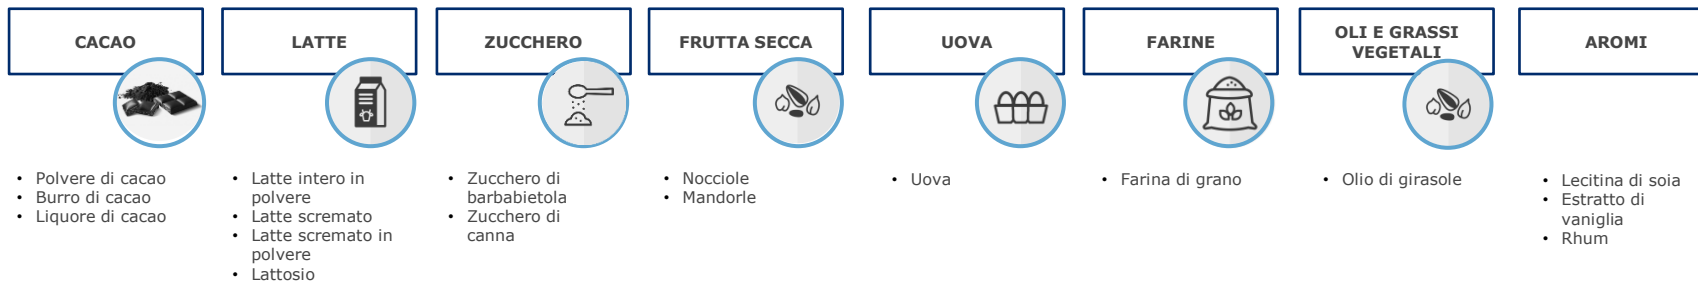 CACAO
LATTE
ZUCCHERO
FRUTTA SECCA
UOVA
FARINE
OLI E GRASSI
VEGETALI
AROMI
• Polvere di cacao
• Burro di cacao
• Liquore di cacao
• Latte intero in
polvere
• Latte scremato
• Latte scremato in
polvere
• Lattosio
• Zucchero di
barbabietola
• Zucchero di
canna
• Nocciole
• Mandorle
• Uova
• Farina di grano
• Olio di girasole
• Lecitina di soia
• Estratto di
vaniglia
• Rhum